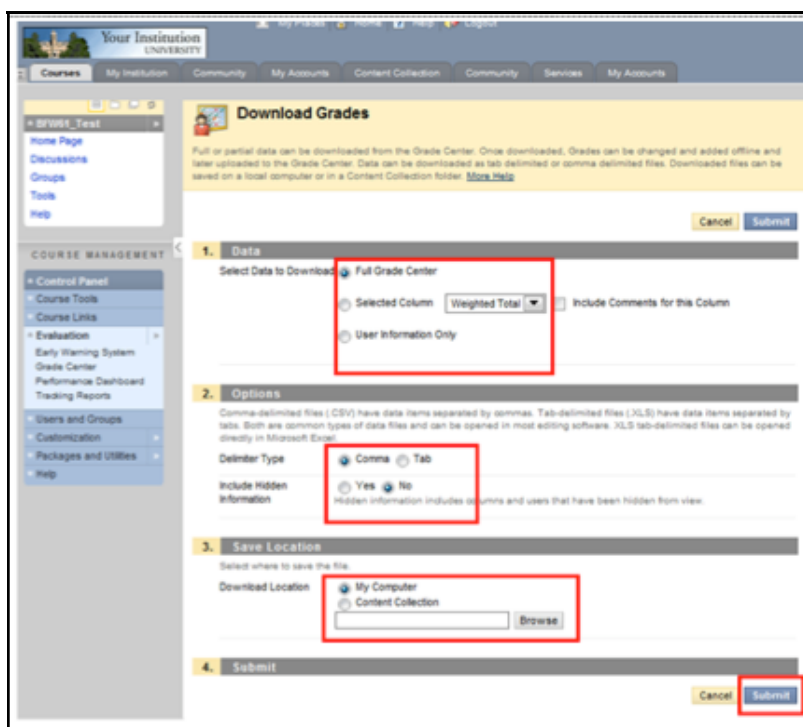 My Places Home Help Logout
Your Institution
UNIVERSITY
Courses My Institution Community My Accounts Content Collection Community Services My Accounts
BFW61_Test
Home Page
Discussions
Groups
Tools
Help
COURSE MANAGEMENT
Control Panel
Course Tools
Course Links
Evaluation
Early Warning System
Grade Center
Performance Dashboard
Tracking Reports
Users and Groups
Customization
Packages and Utilities
Help
Download Grades
Full or partial data can be downloaded from the Grade Center. Once downloaded, Grades can be changed and added offline and
later uploaded to the Grade Center. Data can be downloaded as tab delimited or comma delimited files. Downloaded files can be
saved on a local computer or in a Content Collection folder. More Help
Cancel Submit
1. Data
Select Data to Download Full Grade Center
Selected Column Weighted Total Include Comments for this Column
User Information Only
2. Options
Comma-delimited files (.CSV) have data items separated by commas. Tab-delimited files (.XLS) have data items separated by
tabs. Both are common types of data files and can be opened in most editing software. XLS tab-delimited files can be opened
directly in Microsoft Excel.
Delimiter Type Comma Tab
Include Hidden Information Yes No
Hidden information includes columns and users that have been hidden from view.
3. Save Location
Select where to save the file.
Download Location My Computer
Content Collection
Browse
4. Submit
Cancel Submit